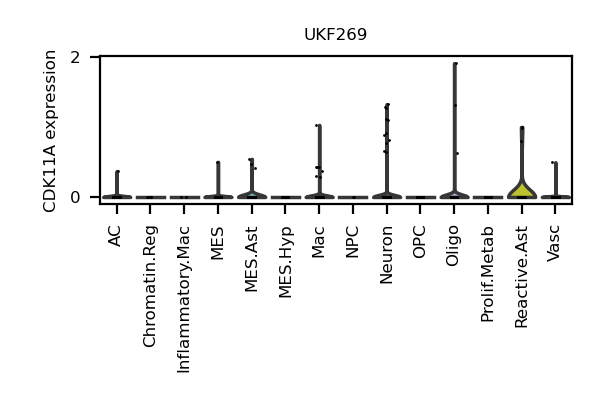 UKF269
CDK11A expression
2
0
AC
Chromatin.Reg
Inflammatory.Mac
MES
MES.Ast
MES.Hyp
Mac
NPC
Neuron
OPC
Oligo
Prolif.Metab
Reactive.Ast
Vasc